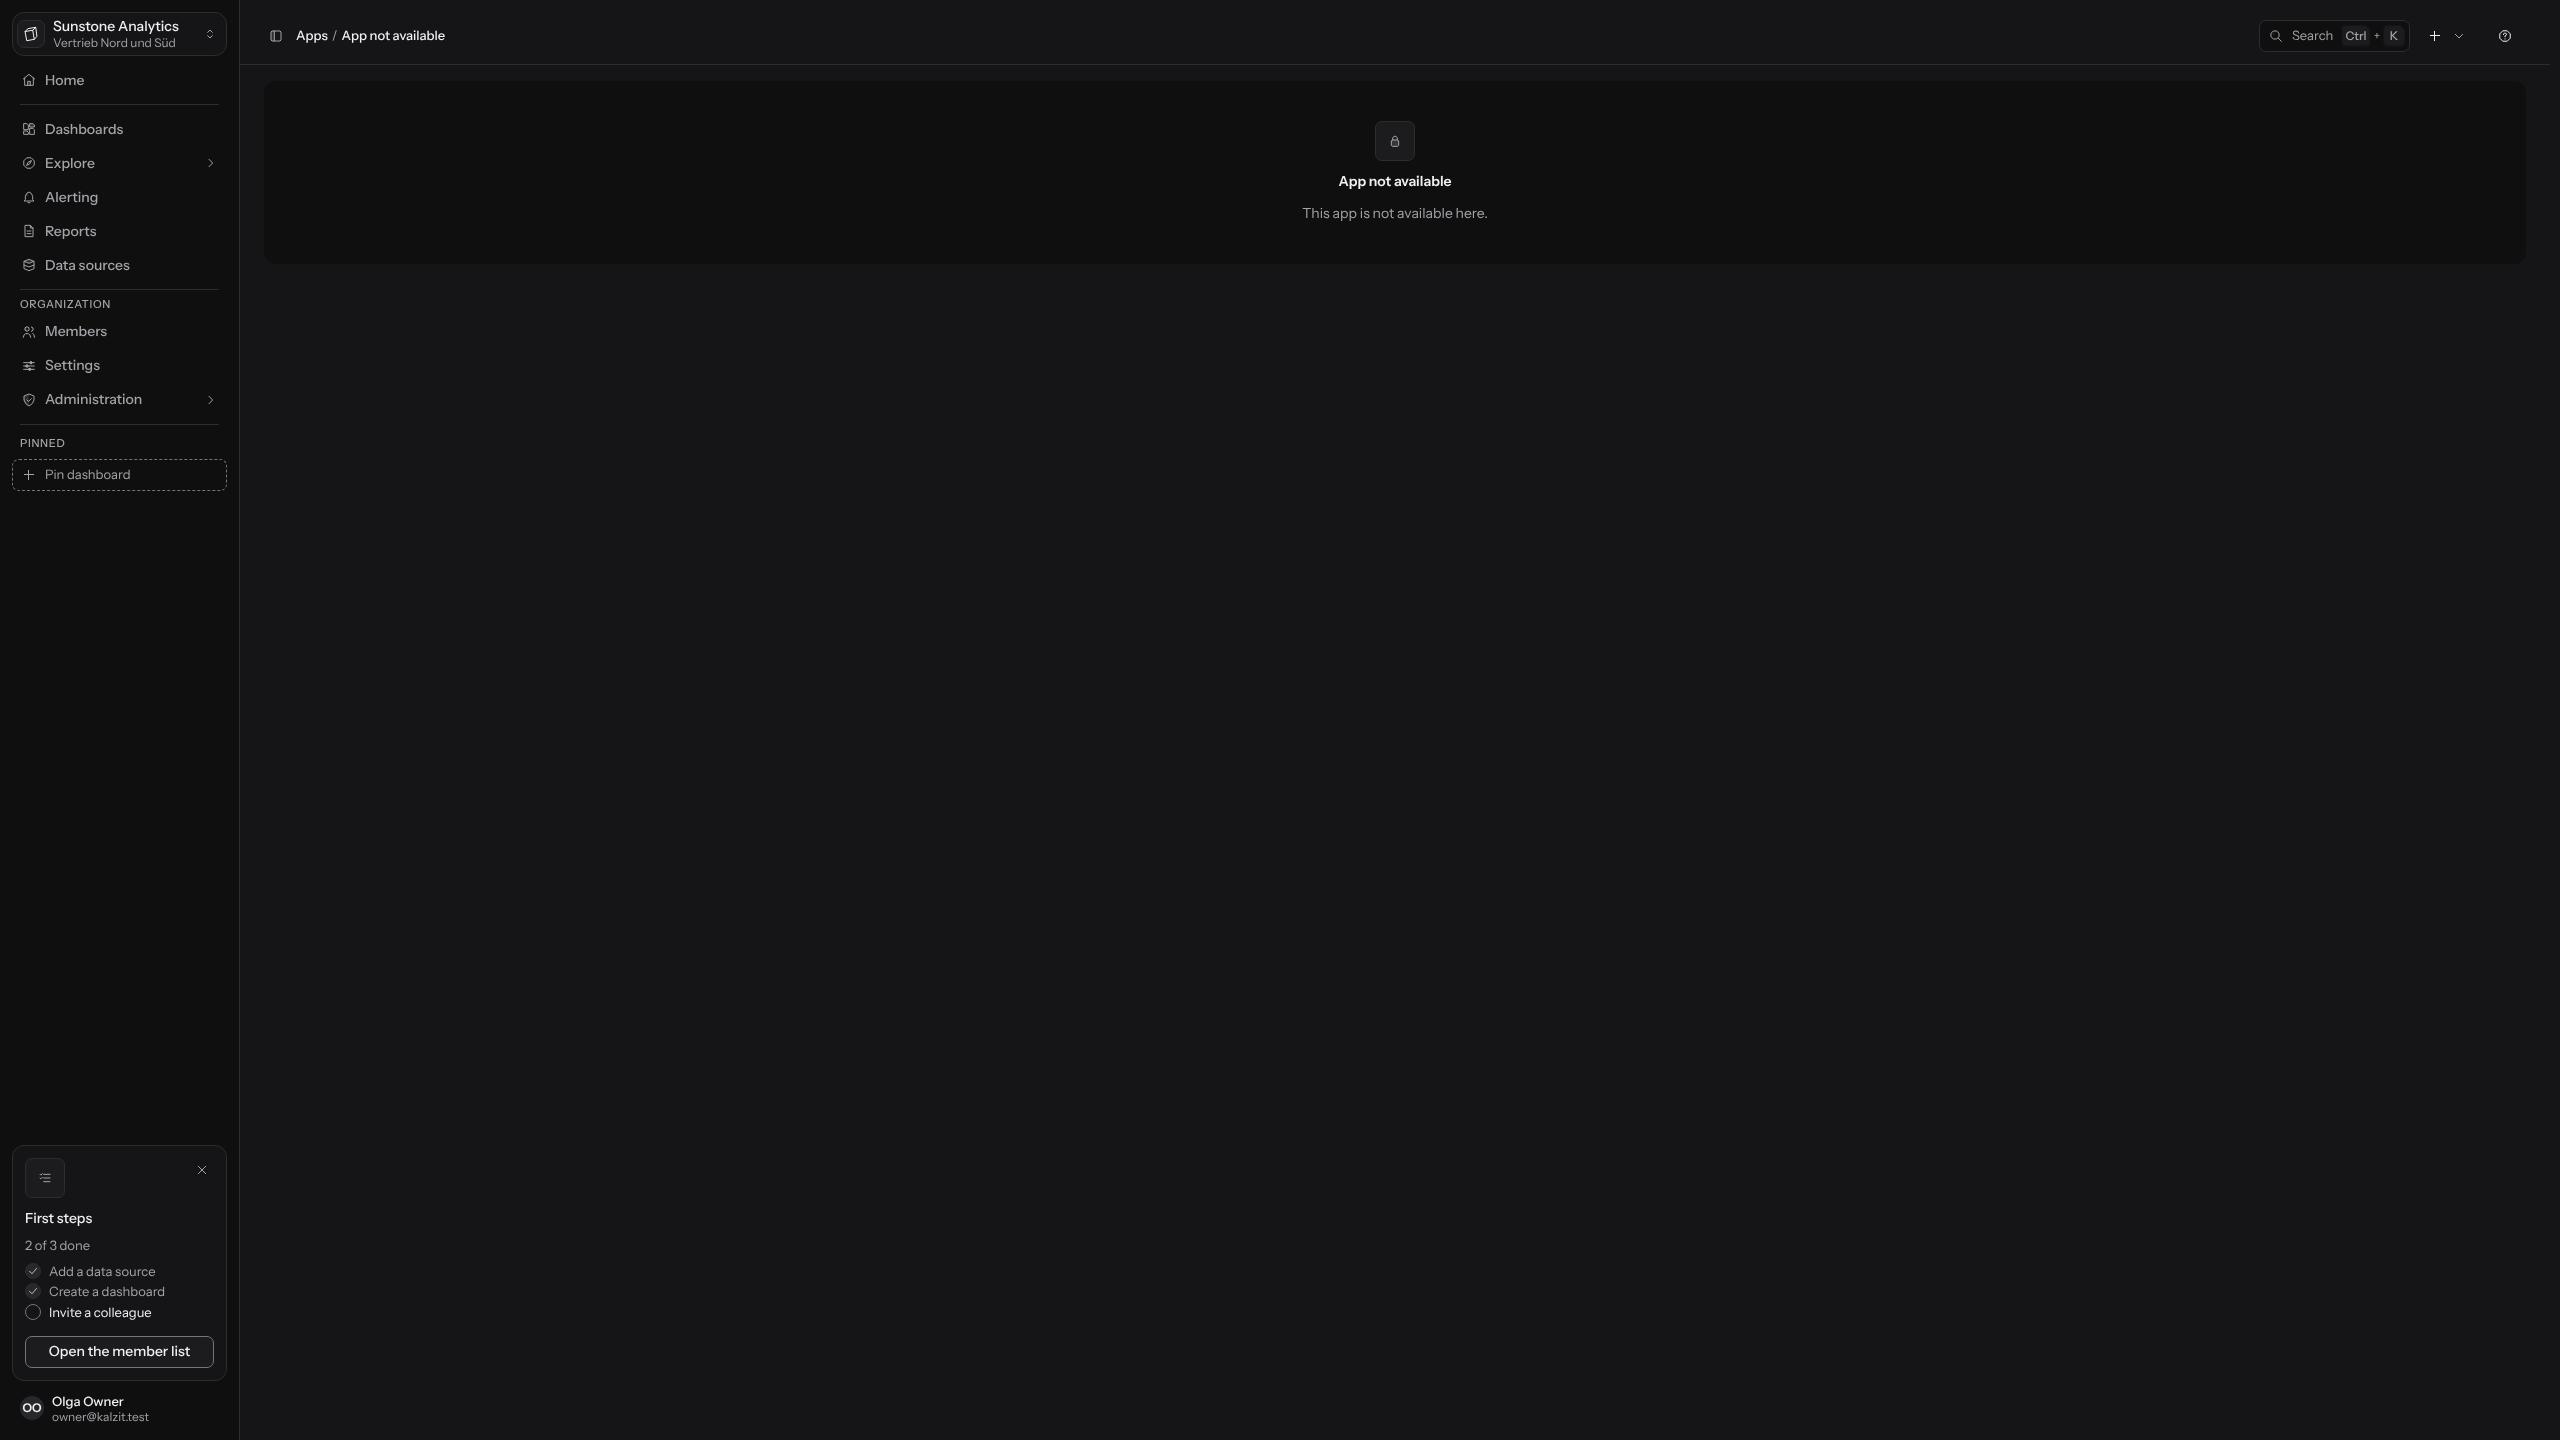 Sunstone Analytics
Vertrieb Nord und Süd
Home
Dashboards
Explore
Alerting
Reports
Data sources
ORGANIZATION
Members
Settings
Administration
PINNED
Pin dashboard
First steps
2 of 3 done
Add a data source
Create a dashboard
Invite a colleague
Open the member list
OO
Olga Owner
owner@kalzit.test
Apps / App not available
Search Ctrl + K
App not available
This app is not available here.